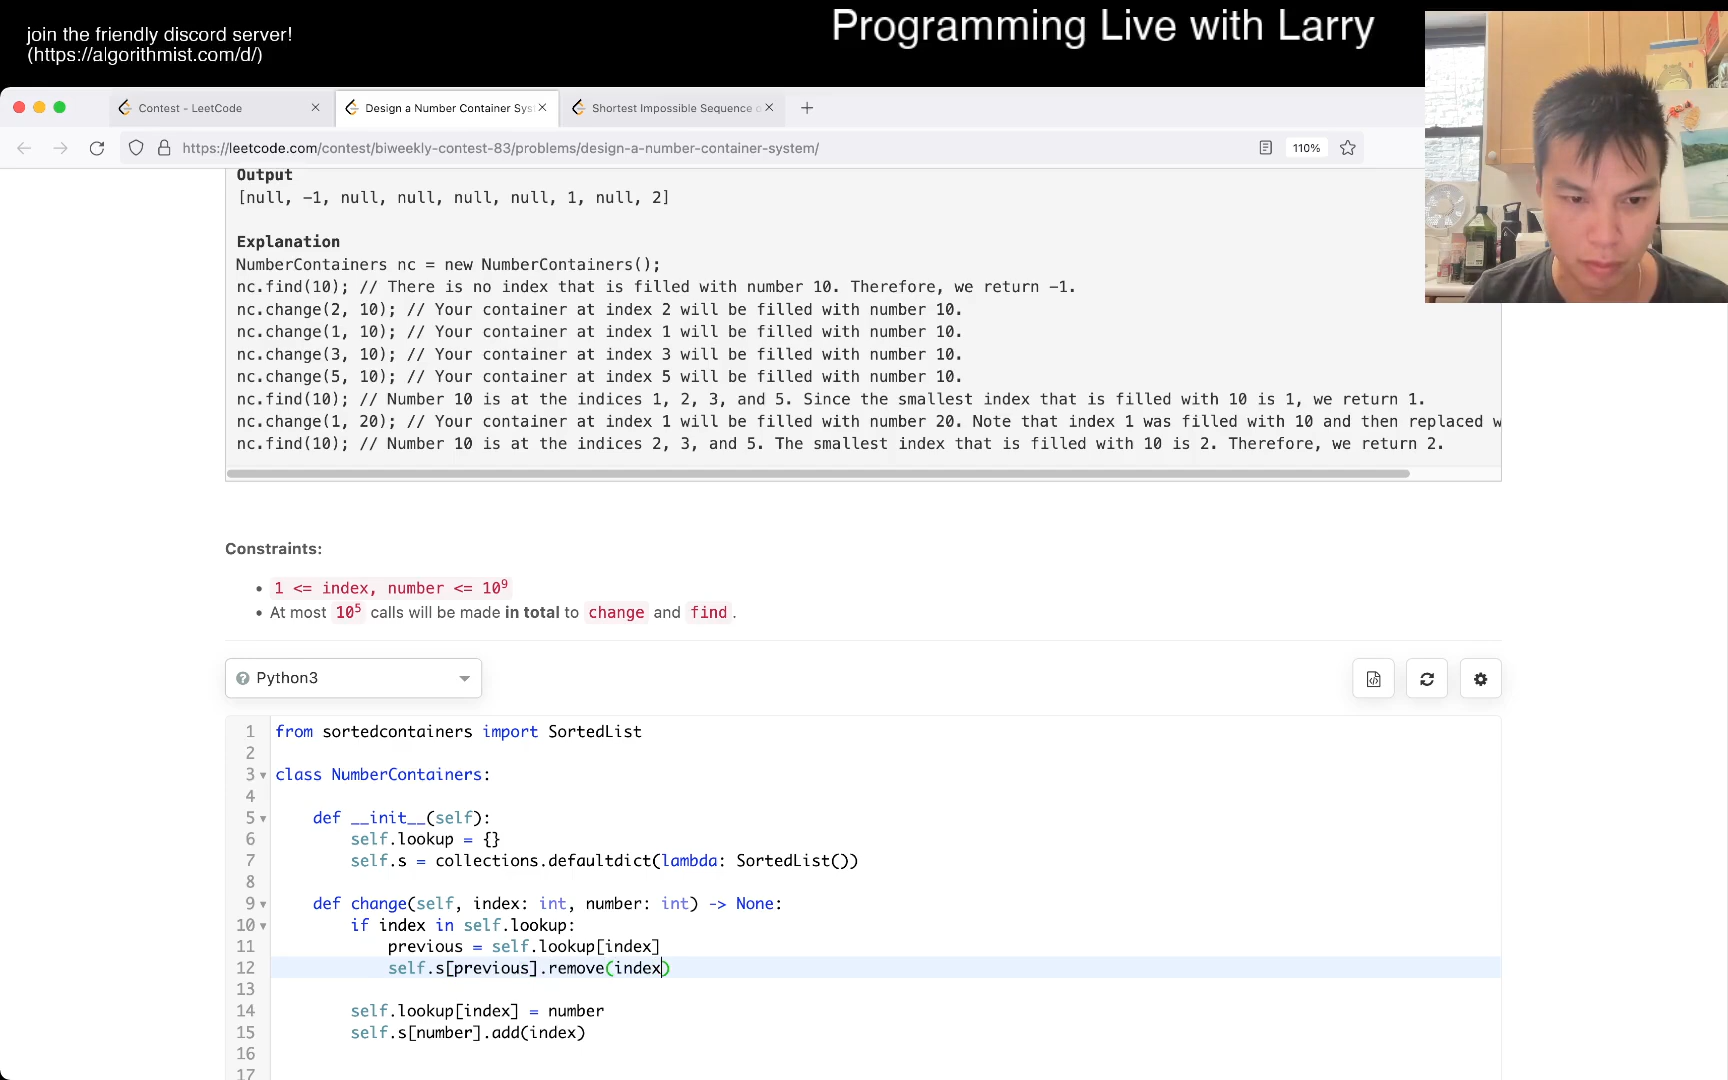 join the friendly discord server!
(https://algorithmist.com/d/)
Programming Live with Larry
Contest - LeetCode
Design a Number Container Sys
Shortest Impossible Sequence o
https://leetcode.com/contest/biweekly-contest-83/problems/design-a-number-container-system/
110%
Output
[null, -1, null, null, null, null, 1, null, 2]
Explanation
NumberContainers nc = new NumberContainers();
nc.find(10); // There is no index that is filled with number 10. Therefore, we return -1.
nc.change(2, 10); // Your container at index 2 will be filled with number 10.
nc.change(1, 10); // Your container at index 1 will be filled with number 10.
nc.change(3, 10); // Your container at index 3 will be filled with number 10.
nc.change(5, 10); // Your container at index 5 will be filled with number 10.
nc.find(10); // Number 10 is at the indices 1, 2, 3, and 5. Since the smallest index that is filled with 10 is 1, we return 1.
nc.change(1, 20); // Your container at index 1 will be filled with number 20. Note that index 1 was filled with 10 and then replaced w
nc.find(10); // Number 10 is at the indices 2, 3, and 5. The smallest index that is filled with 10 is 2. Therefore, we return 2.
Constraints:
• 1 <= index, number <= 10⁹
• At most 10⁵ calls will be made in total to change and find.
Python3
1 from sortedcontainers import SortedList
2
3 class NumberContainers:
4
5 def __init__(self):
6 self.lookup = {}
7 self.s = collections.defaultdict(lambda: SortedList())
8
9 def change(self, index: int, number: int) -> None:
10 if index in self.lookup:
11 previous = self.lookup[index]
12 self.s[previous].remove(index)
13
14 self.lookup[index] = number
15 self.s[number].add(index)
16
17